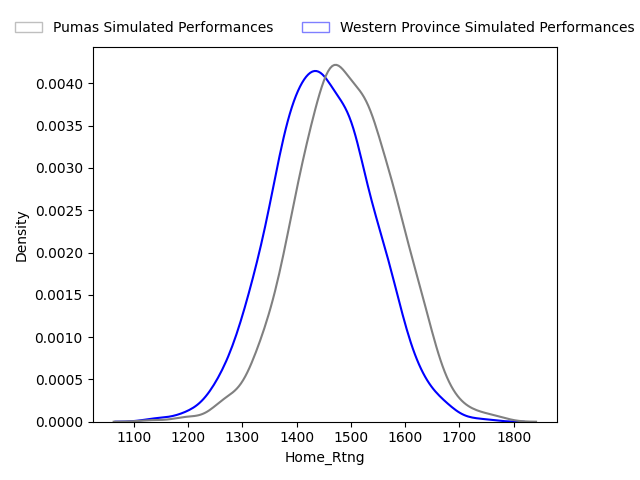 Pumas Simulated Performances Western Province Simulated Performances
0.0040
0.0035
0.0030
0.0025
0.0020
0.0015
0.0010
0.0005
0.0000
Density
1100 1200 1300 1400 1500 1600 1700 1800
Home_Rtng